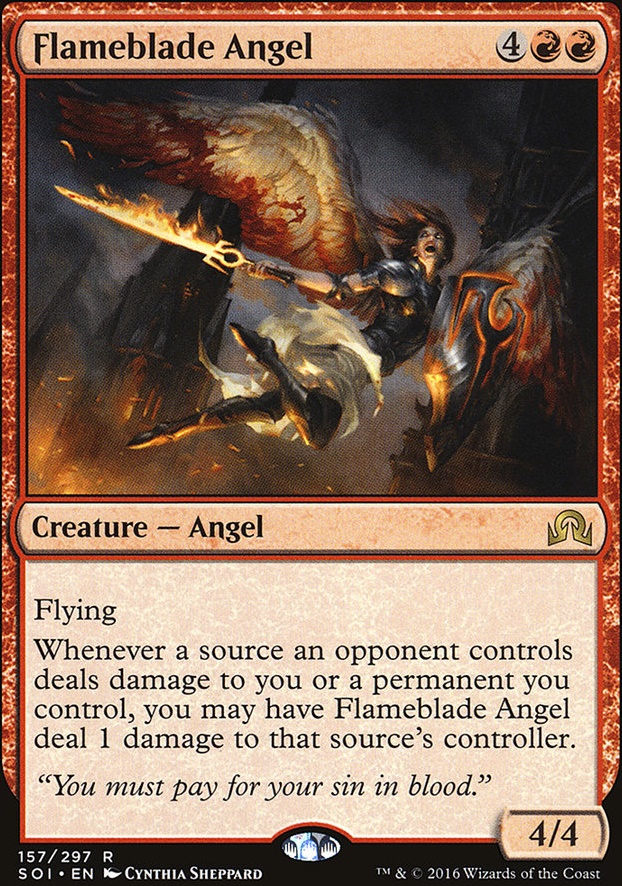 Flameblade Angel 4
Creature — Angel
Flying
Whenever a source an opponent controls
deals damage to you or a permanent you
control, you may have Flameblade Angel
deal 1 damage to that source's controller.
"You must pay for your sin in blood."
4/4
157/297 R
SOI • EN Cynthia Sheppard
™ & © 2016 Wizards of the Coast